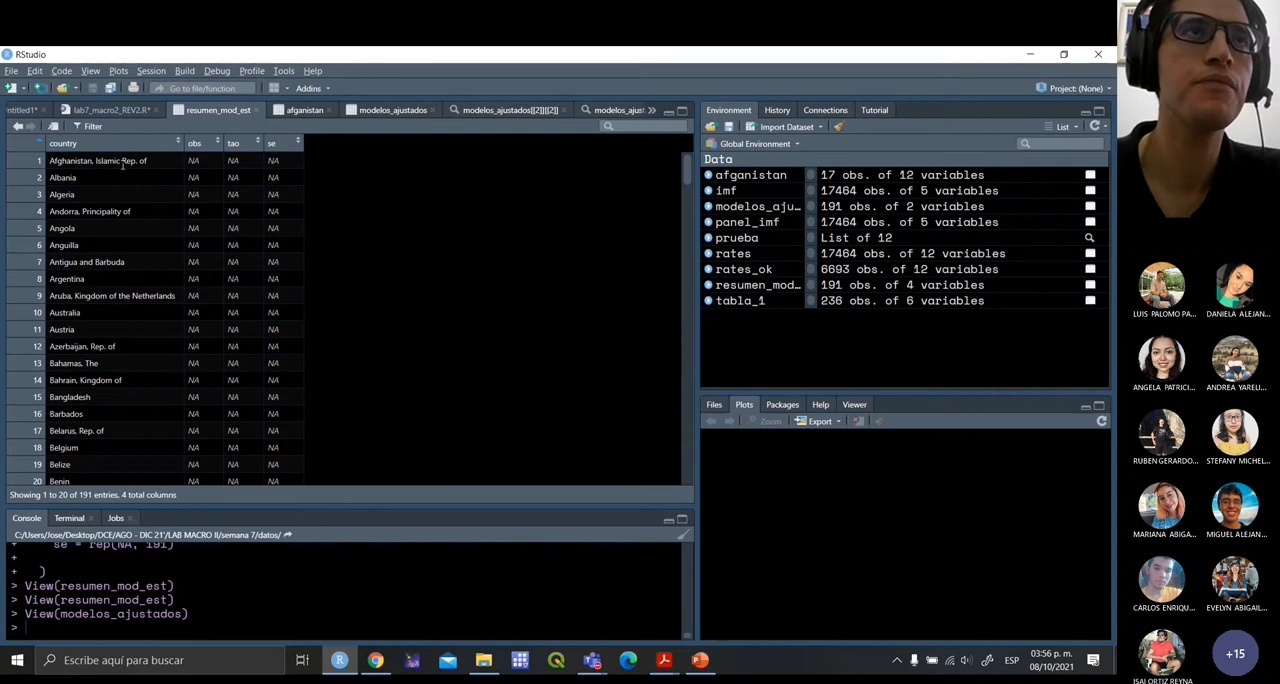 RStudio
File Edit Code View Plots Session Build Debug Profile Tools Help
Go to file/function Addins Project: (None)
ntitled1* lab7_macro2_REV2.R* resumen_mod_est afganistan modelos_ajustados modelos_ajustados[[2]][[2]] modelos_ajus
Filter
country obs tao se
1 Afghanistan, Islamic Rep. of NA NA NA
2 Albania NA NA NA
3 Algeria NA NA NA
4 Andorra, Principality of NA NA NA
5 Angola NA NA NA
6 Anguilla NA NA NA
7 Antigua and Barbuda NA NA NA
8 Argentina NA NA NA
9 Aruba, Kingdom of the Netherlands NA NA NA
10 Australia NA NA NA
11 Austria NA NA NA
12 Azerbaijan, Rep. of NA NA NA
13 Bahamas, The NA NA NA
14 Bahrain, Kingdom of NA NA NA
15 Bangladesh NA NA NA
16 Barbados NA NA NA
17 Belarus, Rep. of NA NA NA
18 Belgium NA NA NA
19 Belize NA NA NA
20 Benin NA NA NA
Showing 1 to 20 of 191 entries, 4 total columns
Console Terminal Jobs
C:/Users/Jose/Desktop/DCE/AGO - DIC 21'/LAB MACRO II/semana 7/datos/
+ se = rep(NA, 191)
+
+ )
> View(resumen_mod_est)
> View(resumen_mod_est)
> View(modelos_ajustados)
>
Environment History Connections Tutorial
Import Dataset List
Global Environment
Data
afganistan 17 obs. of 12 variables
imf 17464 obs. of 5 variables
modelos_aju… 191 obs. of 2 variables
panel_imf 17464 obs. of 5 variables
prueba List of 12
rates 17464 obs. of 12 variables
rates_ok 6693 obs. of 12 variables
resumen_mod… 191 obs. of 4 variables
tabla_1 236 obs. of 6 variables
Files Plots Packages Help Viewer
Zoom Export
LUIS PALOMO PA... DANIELA ALEJAN...
ANGELA PATRICI... ANDREA YARELI...
RUBEN GERARDO... STEFANY MICHEL...
MARIANA ABIGA... MIGUEL ALEJAN...
CARLOS ENRIQU... EVELYN ABIGAIL...
ISAI ORTIZ REYNA +15
Escribe aquí para buscar
ESP 03:56 p. m.
08/10/2021